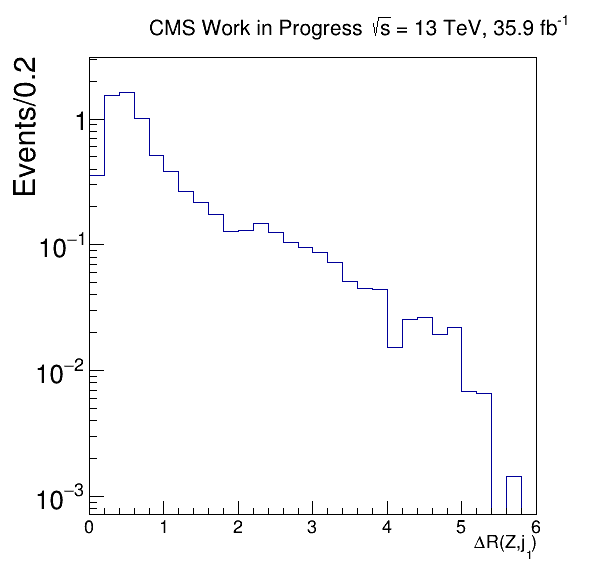 CMS Work in Progress √s = 13 TeV, 35.9 fb⁻¹
Events/0.2
1
10⁻¹
10⁻²
10⁻³
0 1 2 3 4 5 6
ΔR(Z,j₁)